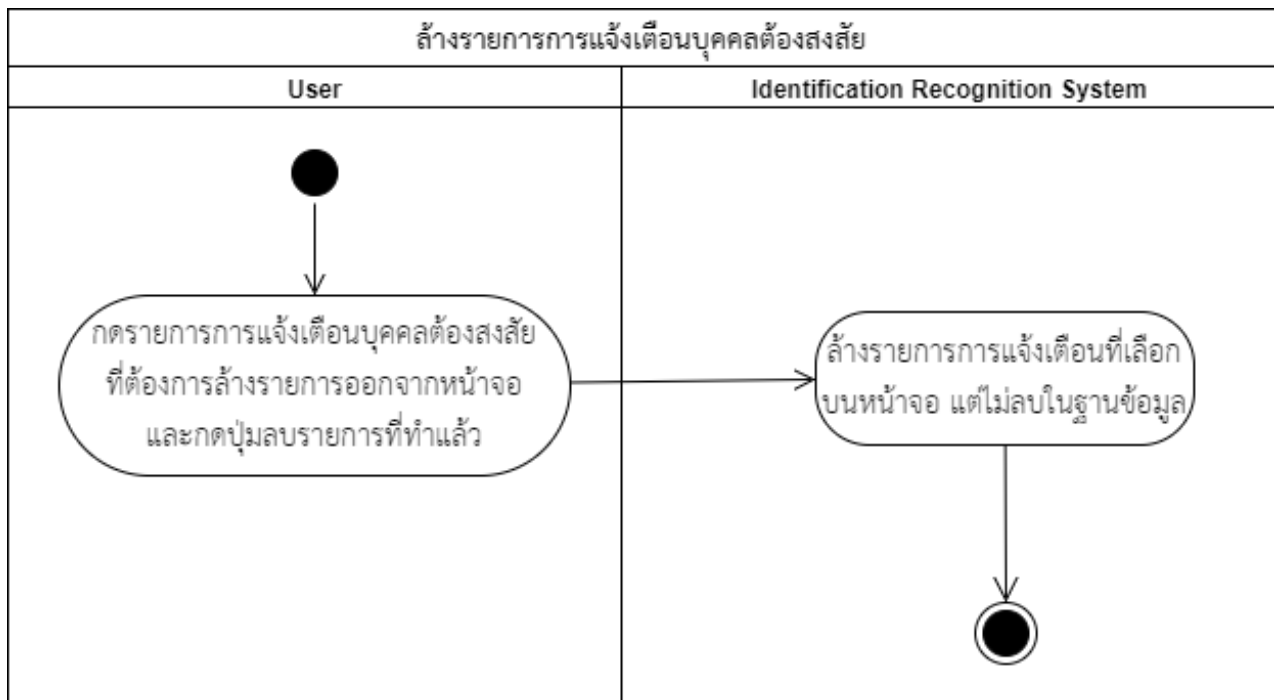 ล้างรายการการแจ้งเตือนบุคคลต้องสงสัย
User
Identification Recognition System
กดรายการการแจ้งเตือนบุคคลต้องสงสัย
ที่ต้องการล้างรายการออกจากหน้าจอ
และกดปุ่มลบรายการที่ทำแล้ว
ล้างรายการการแจ้งเตือนที่เลือก
บนหน้าจอ แต่ไม่ลบในฐานข้อมูล